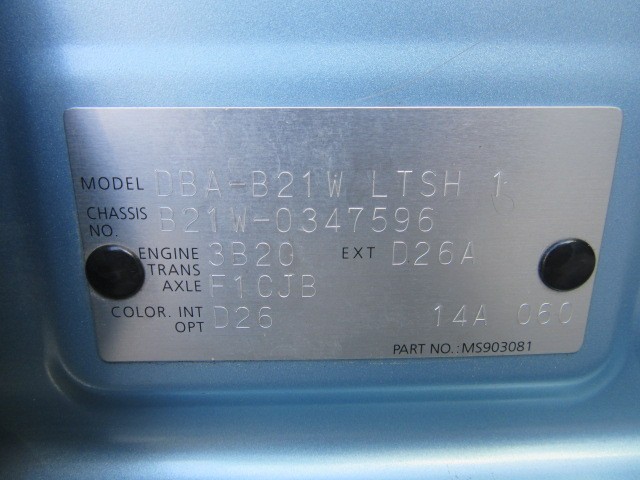 MODEL DBA-B21W LTSH 1
CHASSIS NO. B21W-0347596
ENGINE 3B20 EXT D26A
TRANS AXLE F1CJB
COLOR. INT OPT D26 14A 060
PART NO.:MS903081